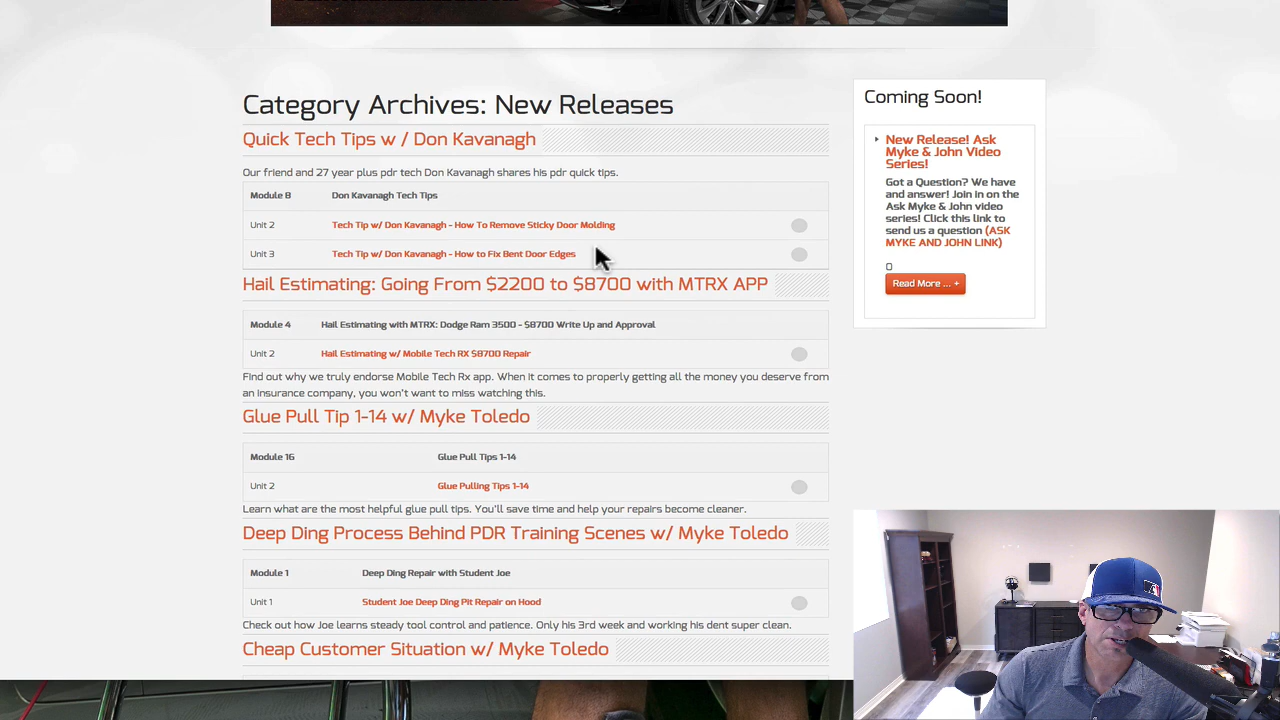 Category Archives: New Releases
Quick Tech Tips w / Don Kavanagh
Our friend and 27 year plus pdr tech Don Kavanagh shares his pdr quick tips.
Module 8 Don Kavanagh Tech Tips
Unit 2 Tech Tip w/ Don Kavanagh - How To Remove Sticky Door Molding
Unit 3 Tech Tip w/ Don Kavanagh - How to Fix Bent Door Edges
Hail Estimating: Going From $2200 to $8700 with MTRX APP
Module 4 Hail Estimating with MTRX: Dodge Ram 3500 - $8700 Write Up and Approval
Unit 2 Hail Estimating w/ Mobile Tech RX $8700 Repair
Find out why we truly endorse Mobile Tech Rx app. When it comes to properly getting all the money you deserve from
an insurance company, you won't want to miss watching this.
Glue Pull Tip 1-14 w/ Myke Toledo
Module 16 Glue Pull Tips 1-14
Unit 2 Glue Pulling Tips 1-14
Learn what are the most helpful glue pull tips. You'll save time and help your repairs become cleaner.
Deep Ding Process Behind PDR Training Scenes w/ Myke Toledo
Module 1 Deep Ding Repair with Student Joe
Unit 1 Student Joe Deep Ding Pit Repair on Hood
Check out how Joe learns steady tool control and patience. Only his 3rd week and working his dent super clean.
Cheap Customer Situation w/ Myke Toledo
Coming Soon!
New Release! Ask
Myke & John Video
Series!
Got a Question? We have
and answer! Join in on the
Ask Myke & John video
series! Click this link to
send us a question (ASK
MYKE AND JOHN LINK)
0
Read More ... +